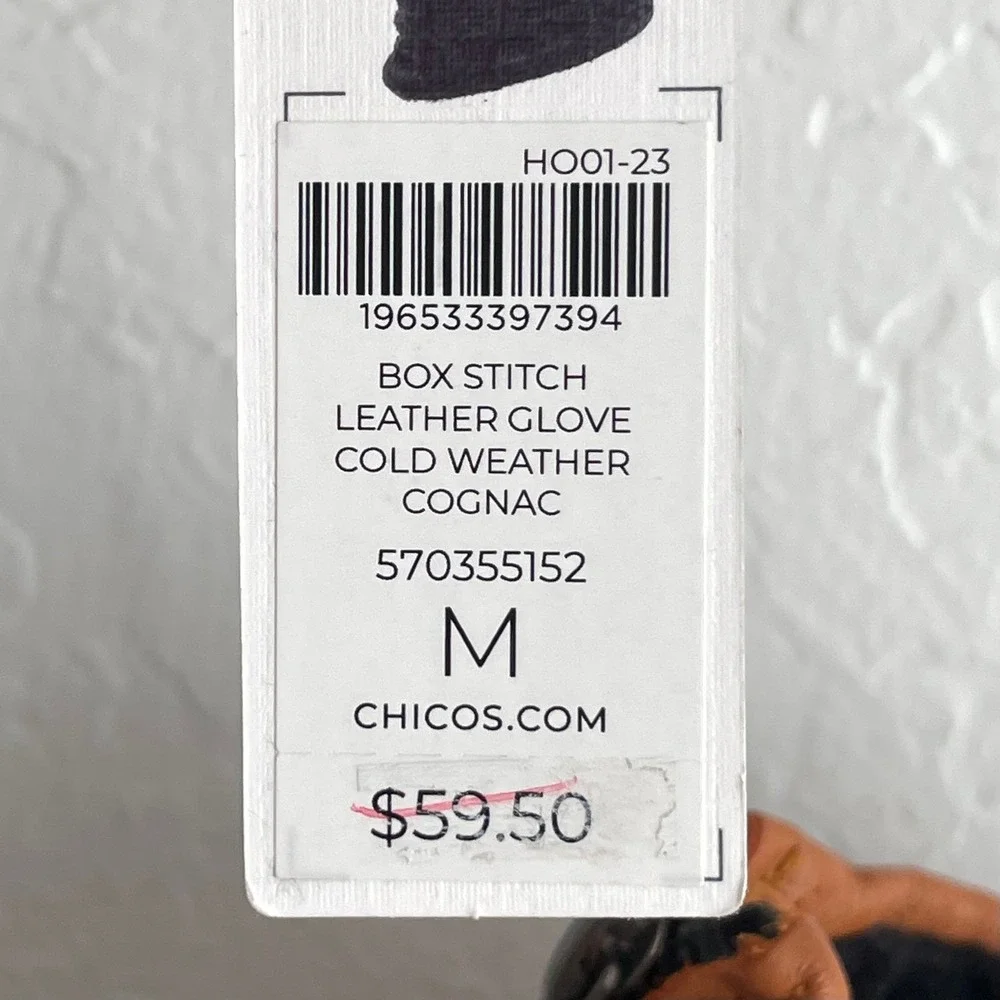 HO01-23
196533397394
BOX STITCH
LEATHER GLOVE
COLD WEATHER
COGNAC
570355152
M
CHICOS.COM
$59.50